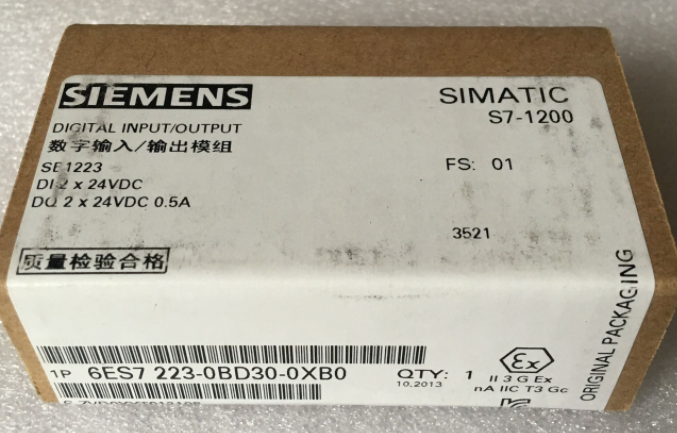 SIEMENS
SIMATIC
S7-1200
DIGITAL INPUT/OUTPUT
数字输入/输出模组
SB1223
DI 2 x 24VDC
DQ 2 x 24VDC 0.5A
FS: 01
3521
质量检验合格
ORIGINAL PACKAGING
1P 6ES7 223-0BD30-0XB0
QTY: 1
10.2013
Ex
II 3 G Ex
nA IIC T3 Gc